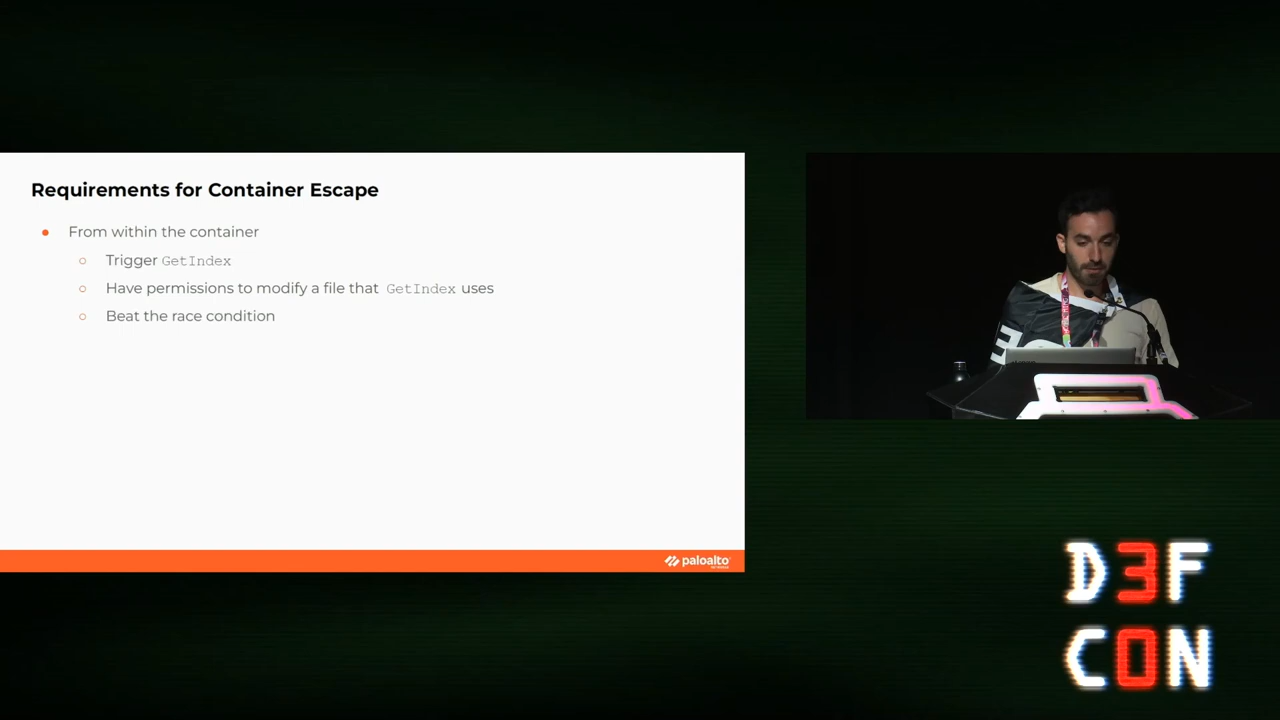 Requirements for Container Escape
From within the container
Trigger GetIndex
Have permissions to modify a file that GetIndex uses
Beat the race condition
paloalto
D3F
C0N